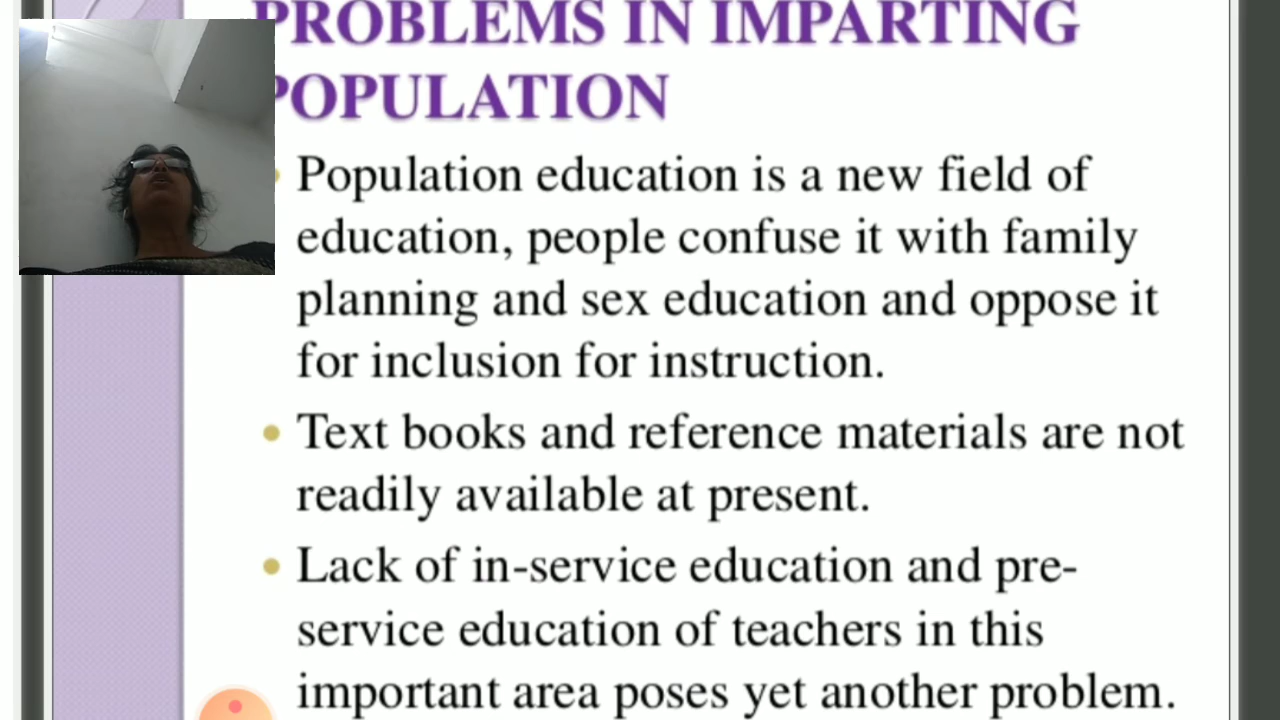 PROBLEMS IN IMPARTING
POPULATION
Population education is a new field of
education, people confuse it with family
planning and sex education and oppose it
for inclusion for instruction.
Text books and reference materials are not
readily available at present.
Lack of in-service education and pre-
service education of teachers in this
important area poses yet another problem.